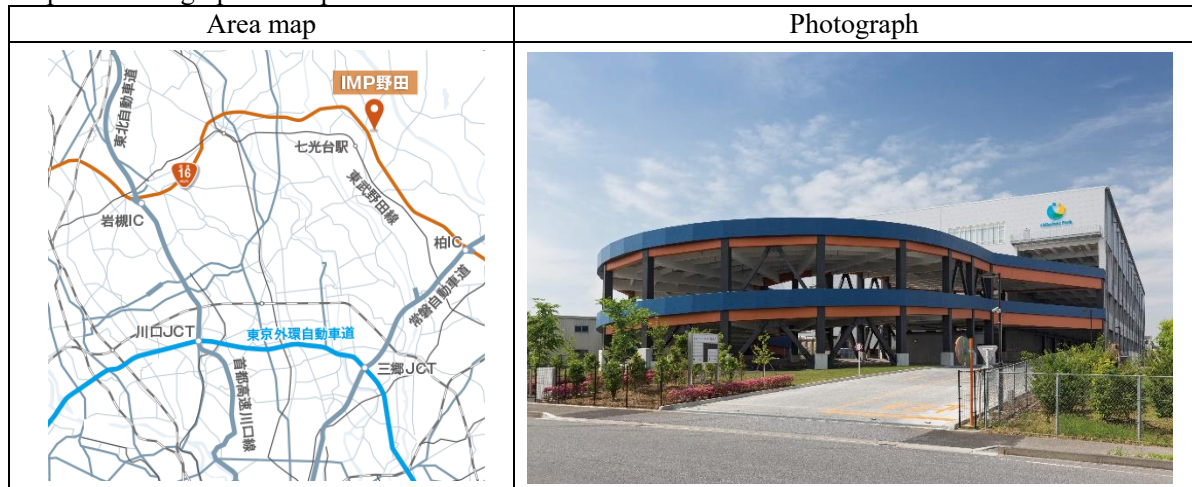 Area map
Photograph
IMP野田
東北自動車道
七光台駅
16
東武野田線
岩槻IC
柏IC
常磐自動車道
川口JCT
東京外環自動車道
三郷JCT
首都高速川口線